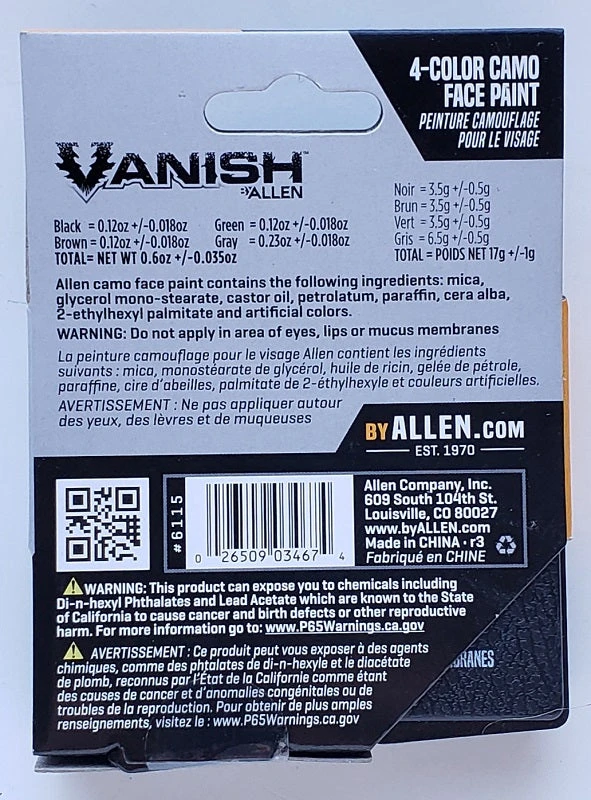 4-COLOR CAMO
FACE PAINT
PEINTURE CAMOUFLAGE
POUR LE VISAGE
VANISH™
BY ALLEN
Black = 0.12oz +/-0.018oz
Brown = 0.12oz +/-0.018oz
Green = 0.12oz +/-0.018oz
Gray = 0.23oz +/-0.018oz
TOTAL= NET WT 0.6oz +/-0.035oz
Noir = 3.5g +/-0.5g
Brun = 3.5g +/-0.5g
Vert = 3.5g +/-0.5g
Gris = 6.5g +/-0.5g
TOTAL = POIDS NET 17g +/-1g
Allen camo face paint contains the following ingredients: mica,
glycerol mono-stearate, castor oil, petrolatum, paraffin, cera alba,
2-ethylhexyl palmitate and artificial colors.
WARNING: Do not apply in area of eyes, lips or mucus membranes
La peinture camouflage pour le visage Allen contient les ingrédients
suivants : mica, monostéarate de glycérol, huile de ricin, gelée de pétrole,
paraffine, cire d'abeilles, palmitate de 2-éthylhexyle et couleurs artificielles.
AVERTISSEMENT : Ne pas appliquer autour
des yeux, des lèvres et de muqueuses
BY ALLEN.COM
EST. 1970
#6115
0 26509 03467 4
Allen Company, Inc.
609 South 104th St.
Louisville, CO 80027
www.byALLEN.com
Made in CHINA · r3
Fabriqué en CHINE
WARNING: This product can expose you to chemicals including
Di-n-hexyl Phthalates and Lead Acetate which are known to the State
of California to cause cancer and birth defects or other reproductive
harm. For more information go to: www.P65Warnings.ca.gov
AVERTISSEMENT : Ce produit peut vous exposer à des agents
chimiques, comme des phtalates de di-n-hexyle et le diacétate
de plomb, reconnus par l'État de la Californie comme étant
des causes de cancer et d'anomalies congénitales ou de
troubles de la reproduction. Pour obtenir de plus amples
renseignements, visitez le : www.P65Warnings.ca.gov